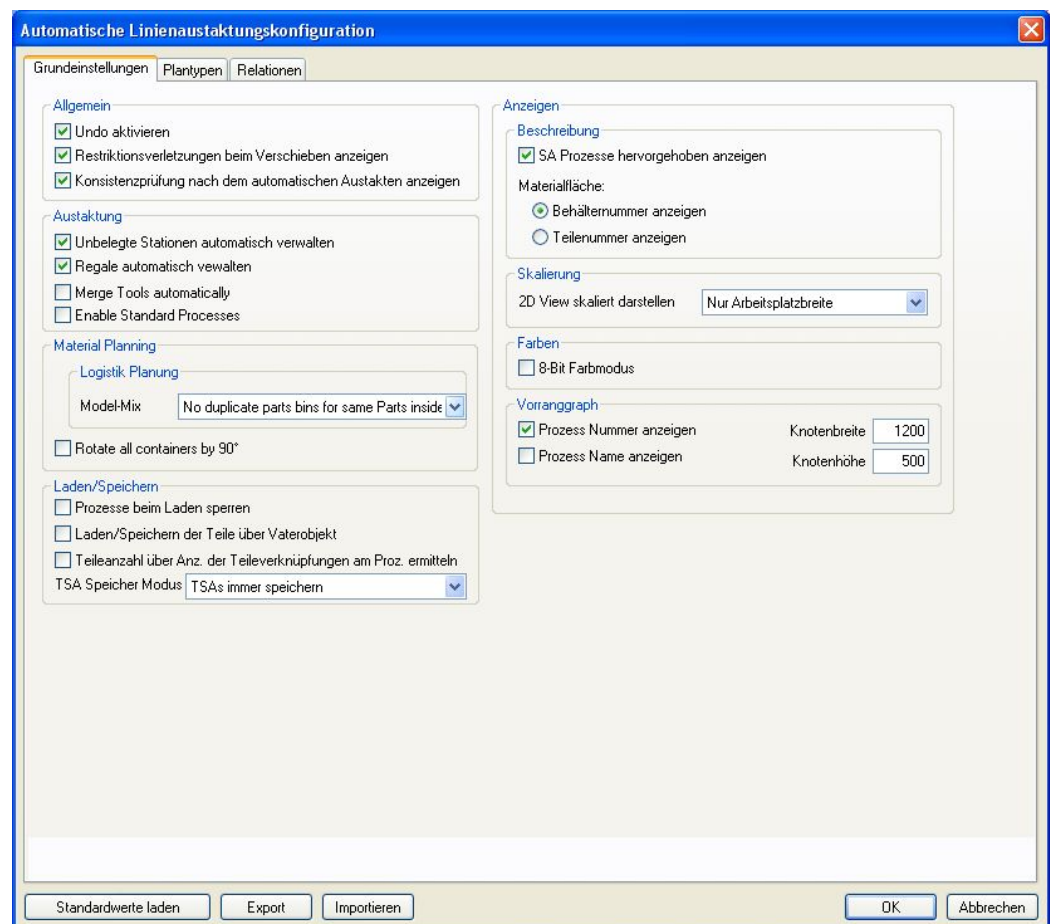 Automatische Linienaustaktungskonfiguration
Grundeinstellungen
Plantypen
Relationen
Allgemein
Undo aktivieren
Restriktionsverletzungen beim Verschieben anzeigen
Konsistenzprüfung nach dem automatischen Austakten anzeigen
Austaktung
Unbelegte Stationen automatisch verwalten
Regale automatisch vewalten
Merge Tools automatically
Enable Standard Processes
Material Planning
Logistik Planung
Model-Mix No duplicate parts bins for same Parts inside
Rotate all containers by 90°
Laden/Speichern
Prozesse beim Laden sperren
Laden/Speichern der Teile über Vaterobjekt
Teileanzahl über Anz. der Teileverknüpfungen am Proz. ermitteln
TSA Speicher Modus TSAs immer speichern
Anzeigen
Beschreibung
SA Prozesse hervorgehoben anzeigen
Materialfläche:
Behälternummer anzeigen
Teilenummer anzeigen
Skalierung
2D View skaliert darstellen Nur Arbeitsplatzbreite
Farben
8-Bit Farbmodus
Vorranggraph
Prozess Nummer anzeigen Knotenbreite 1200
Prozess Name anzeigen Knotenhöhe 500
Standardwerte laden
Export
Importieren
OK
Abbrechen